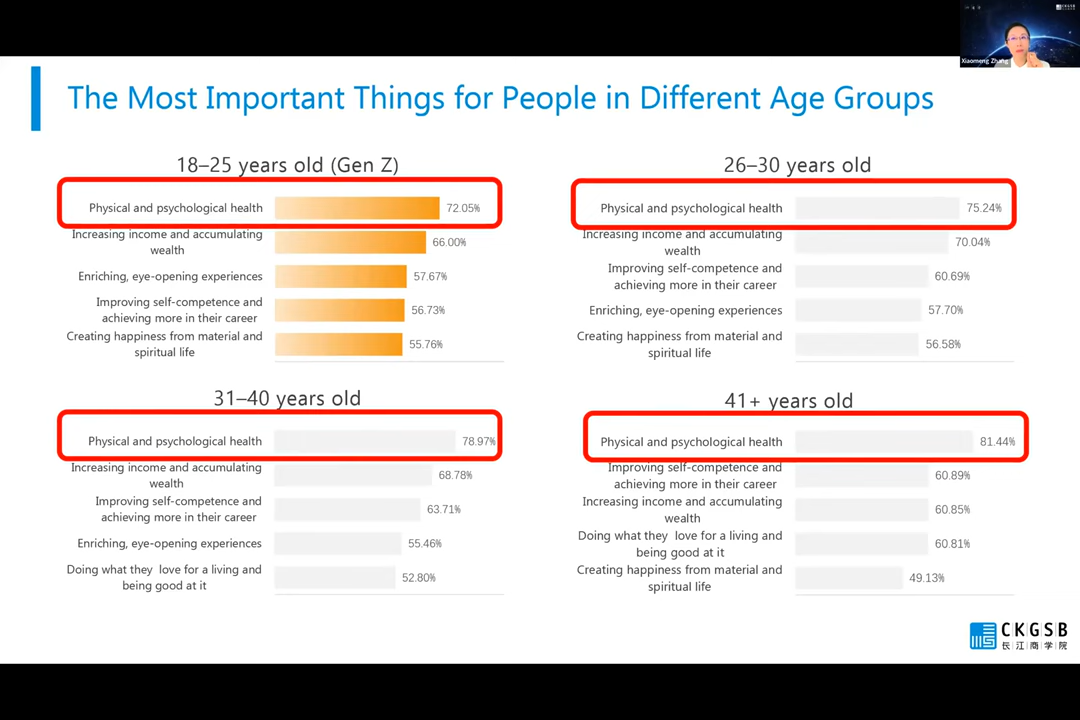 CKGSB
Xiaomeng Zhang
The Most Important Things for People in Different Age Groups
18–25 years old (Gen Z)
Physical and psychological health 72.05%
Increasing income and accumulating
wealth 66.00%
Enriching, eye-opening experiences 57.67%
Improving self-competence and
achieving more in their career 56.73%
Creating happiness from material and
spiritual life 55.76%
26–30 years old
Physical and psychological health 75.24%
Increasing income and accumulating
wealth 70.04%
Improving self-competence and
achieving more in their career 60.69%
Enriching, eye-opening experiences 57.70%
Creating happiness from material and
spiritual life 56.58%
31–40 years old
Physical and psychological health 78.97%
Increasing income and accumulating
wealth 68.78%
Improving self-competence and
achieving more in their career 63.71%
Enriching, eye-opening experiences 55.46%
Doing what they love for a living and
being good at it 52.80%
41+ years old
Physical and psychological health 81.44%
Improving self-competence and
achieving more in their career 60.89%
Increasing income and accumulating
wealth 60.85%
Doing what they love for a living and
being good at it 60.81%
Creating happiness from material and
spiritual life 49.13%
CKGSB
长江商学院